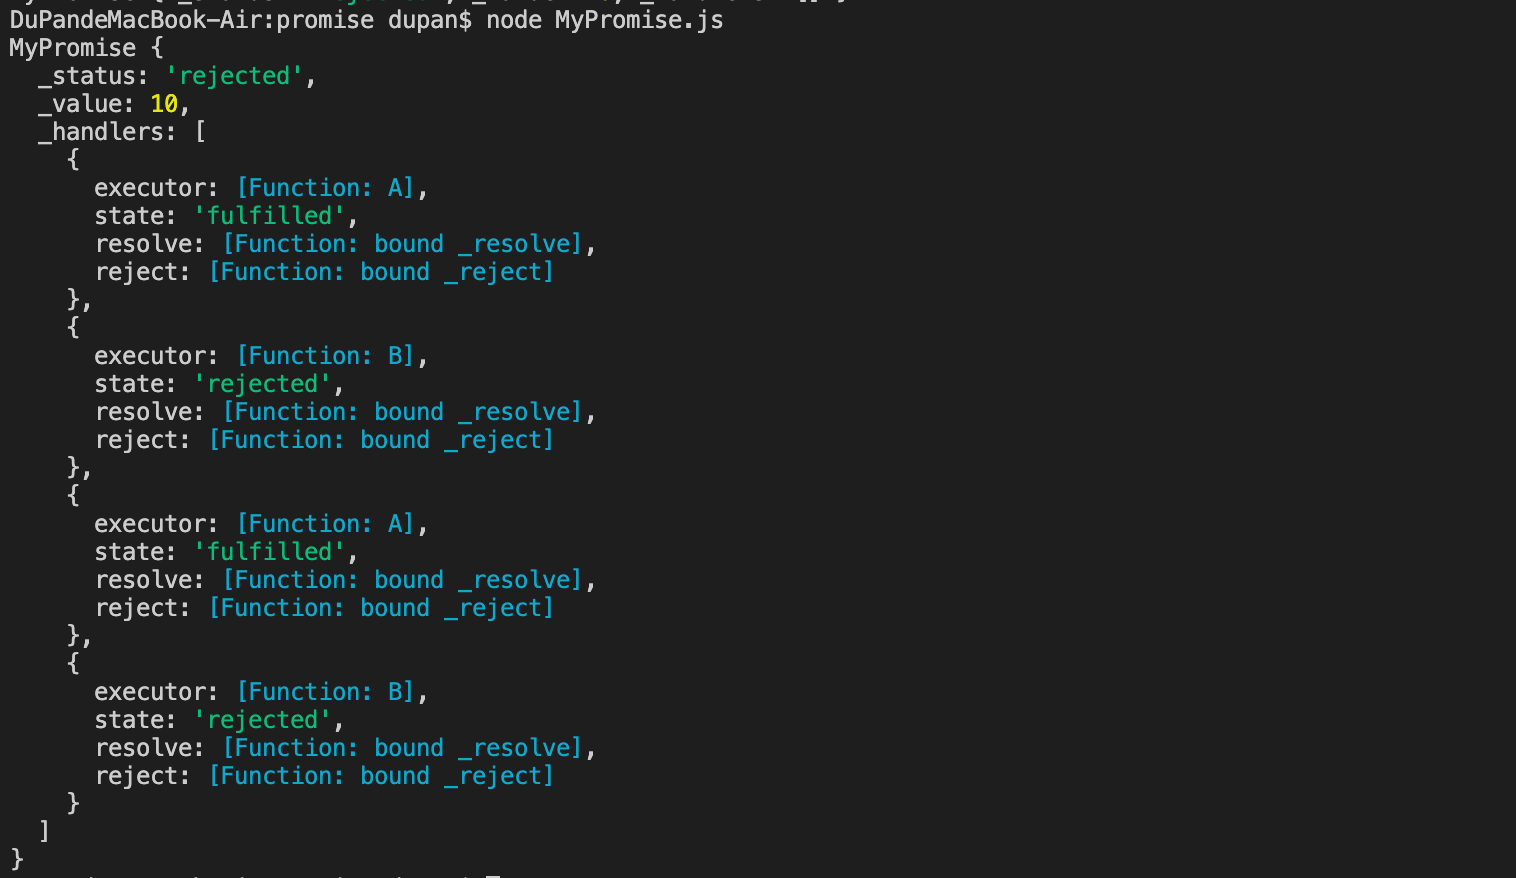 DuPandeMacBook-Air:promise dupan$ node MyPromise.js
MyPromise {
  _status: 'rejected',
  _value: 10,
  _handlers: [
    {
      executor: [Function: A],
      state: 'fulfilled',
      resolve: [Function: bound _resolve],
      reject: [Function: bound _reject]
    },
    {
      executor: [Function: B],
      state: 'rejected',
      resolve: [Function: bound _resolve],
      reject: [Function: bound _reject]
    },
    {
      executor: [Function: A],
      state: 'fulfilled',
      resolve: [Function: bound _resolve],
      reject: [Function: bound _reject]
    },
    {
      executor: [Function: B],
      state: 'rejected',
      resolve: [Function: bound _resolve],
      reject: [Function: bound _reject]
    }
  ]
}